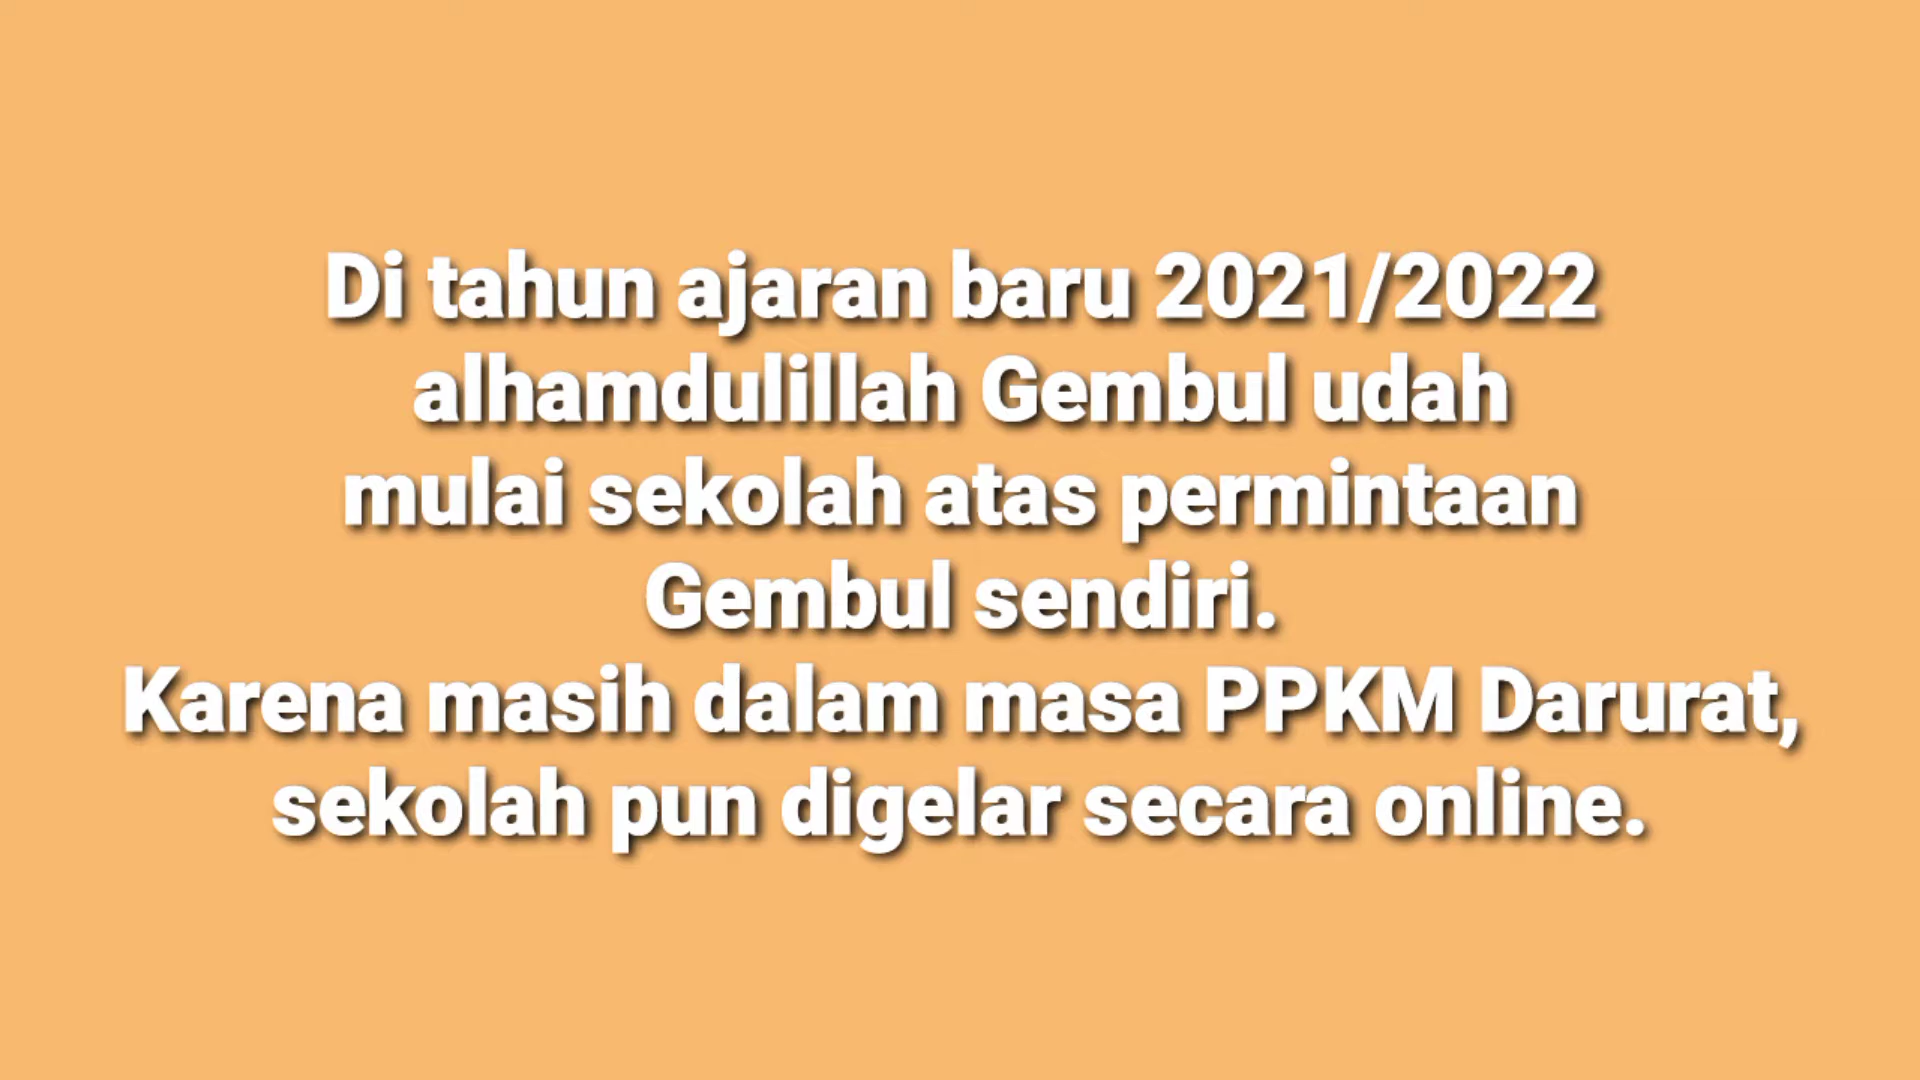 Di tahun ajaran baru 2021/2022
alhamdulillah Gembul udah
mulai sekolah atas permintaan
Gembul sendiri.
Karena masih dalam masa PPKM Darurat,
sekolah pun digelar secara online.